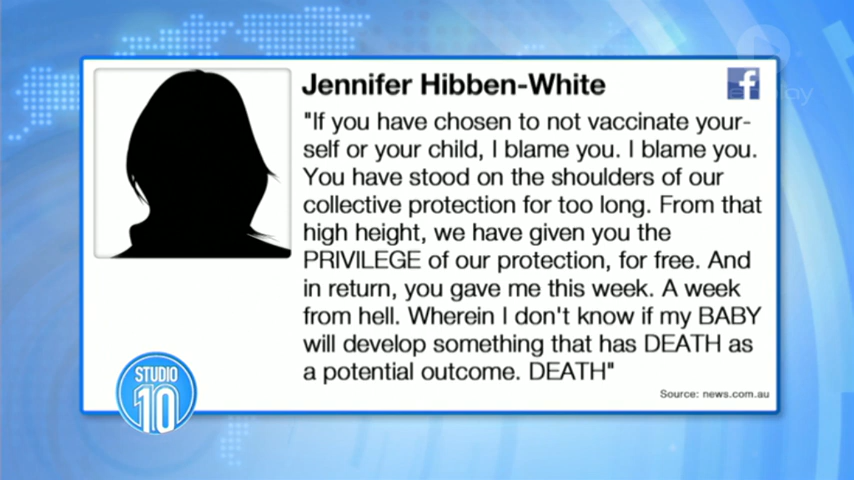 Jennifer Hibben-White
"If you have chosen to not vaccinate your-
self or your child, I blame you. I blame you.
You have stood on the shoulders of our
collective protection for too long. From that
high height, we have given you the
PRIVILEGE of our protection, for free. And
in return, you gave me this week. A week
from hell. Wherein I don't know if my BABY
will develop something that has DEATH as
a potential outcome. DEATH"
Source: news.com.au
STUDIO
10